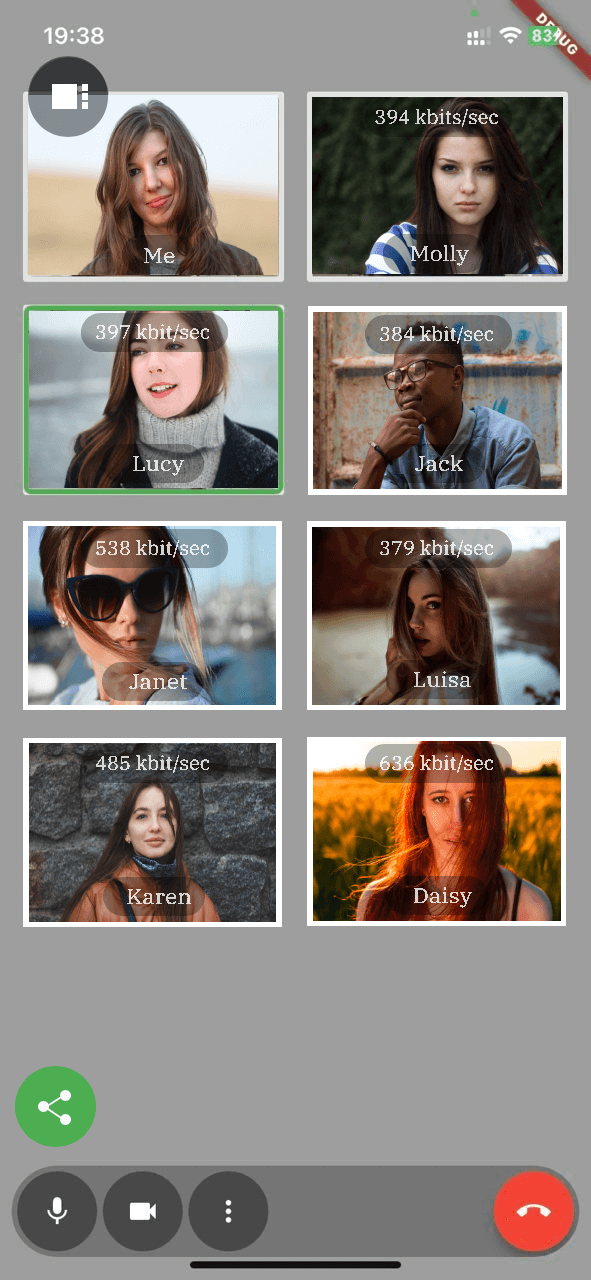 19:38
83
DEBUG
394 kbits/sec
Me
Molly
397 kbit/sec
384 kbit/sec
Lucy
Jack
538 kbit/sec
379 kbit/sec
Janet
Luisa
485 kbit/sec
636 kbit/sec
Karen
Daisy